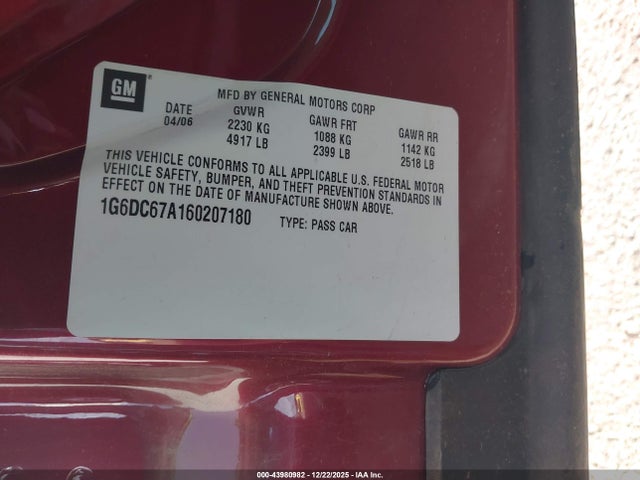 GM
MFD BY GENERAL MOTORS CORP
DATE GVWR GAWR FRT GAWR RR
04/06 2230 KG 1088 KG 1142 KG
4917 LB 2399 LB 2518 LB
THIS VEHICLE CONFORMS TO ALL APPLICABLE U.S. FEDERAL MOTOR
VEHICLE SAFETY, BUMPER, AND THEFT PREVENTION STANDARDS IN
EFFECT ON THE DATE OF MANUFACTURE SHOWN ABOVE.
1G6DC67A160207180 TYPE: PASS CAR
000-43980982 - 12/22/2025 - IAA Inc.